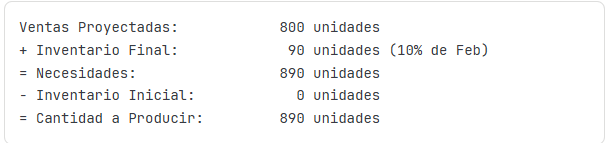 Ventas Proyectadas: 800 unidades
+ Inventario Final: 90 unidades (10% de Feb)
= Necesidades: 890 unidades
- Inventario Inicial: 0 unidades
= Cantidad a Producir: 890 unidades